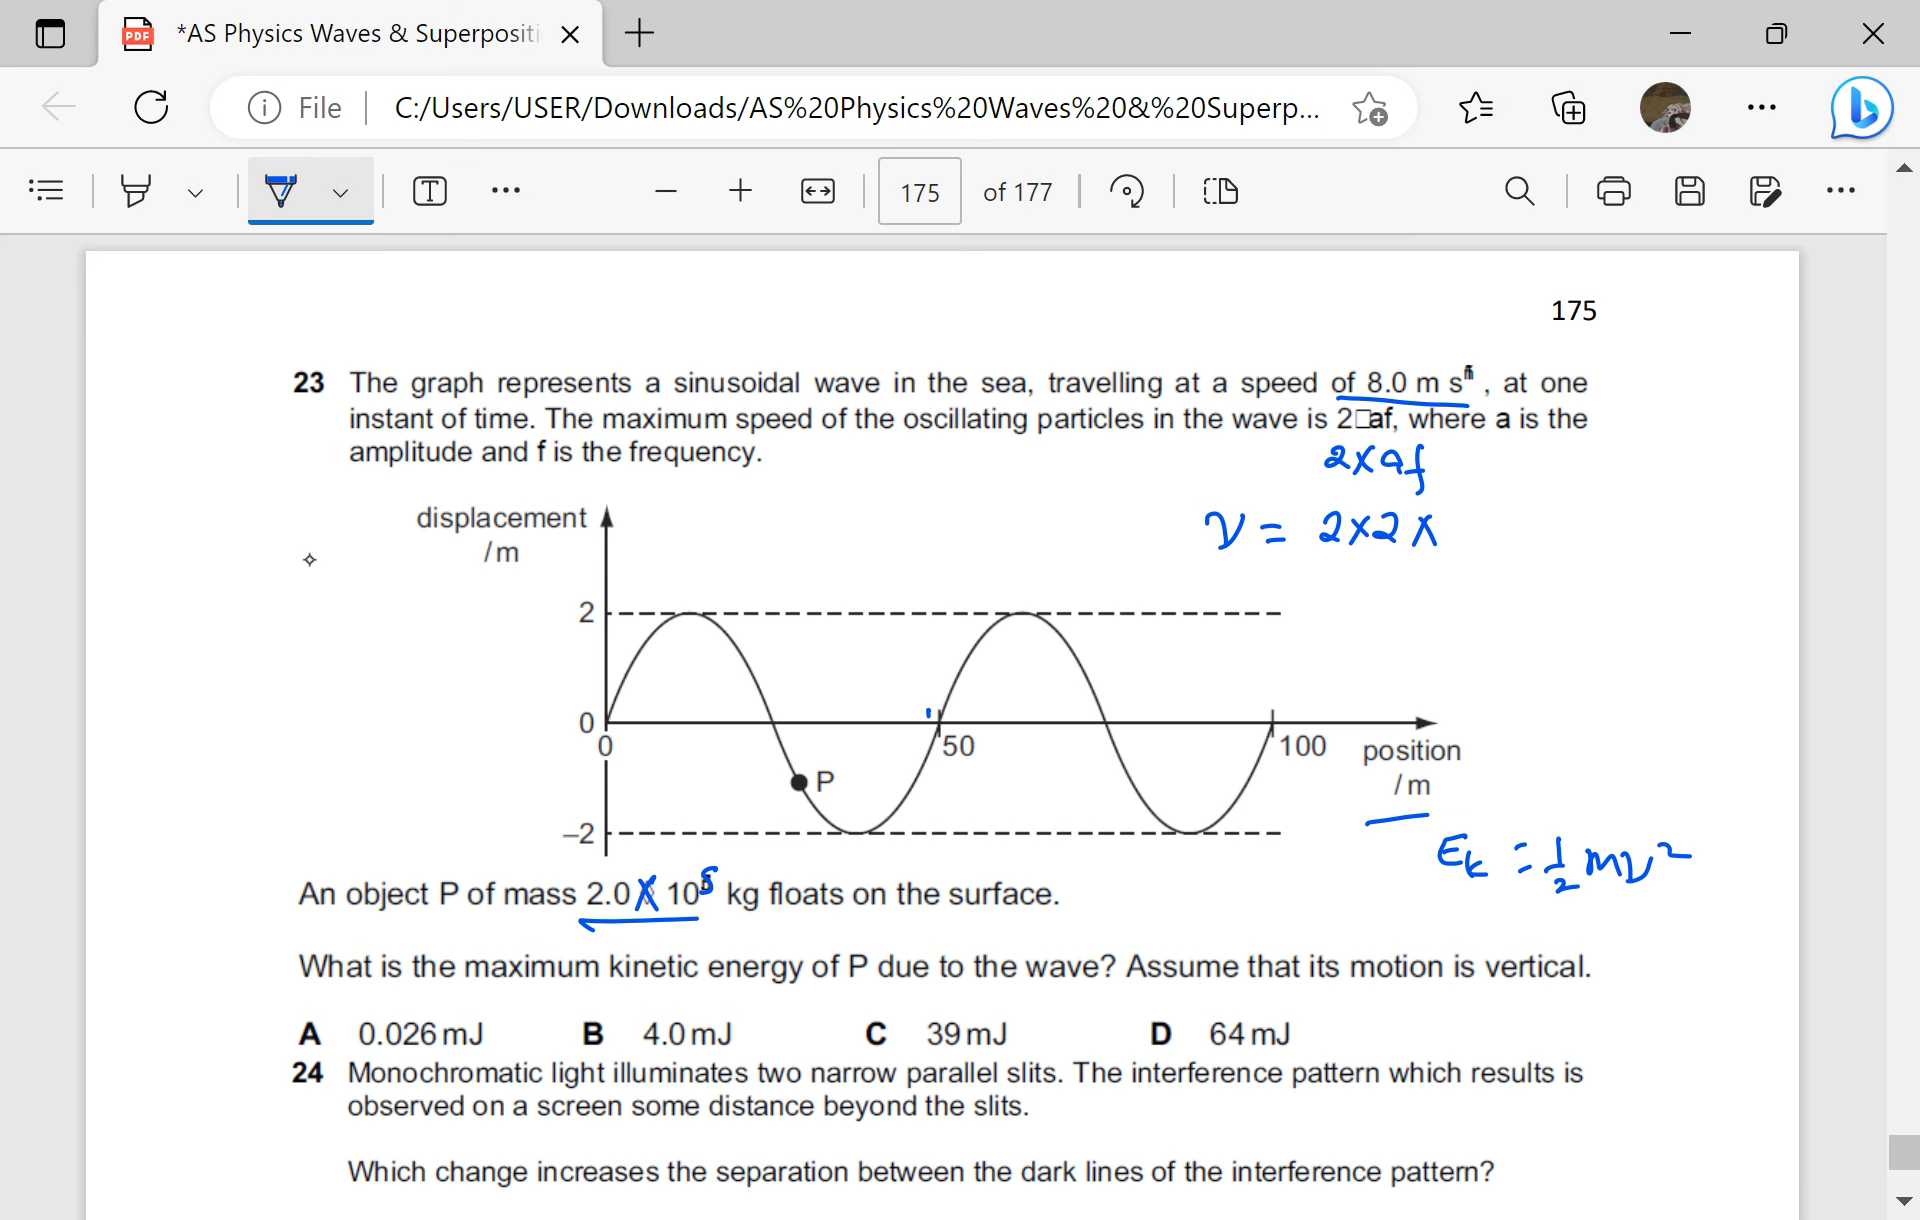 *AS Physics Waves & Superpositi
File
C:/Users/USER/Downloads/AS%20Physics%20Waves%20&%20Superp...
175 of 177
175
23 The graph represents a sinusoidal wave in the sea, travelling at a speed of 8.0 m s , at one
instant of time. The maximum speed of the oscillating particles in the wave is 2□af, where a is the
amplitude and f is the frequency.
2×af
displacement
/m
v = 2×2×
2
0
0
50
100
position
/m
P
–2
Ek = 1/2 mv²
An object P of mass 2.0 × 10 kg floats on the surface.
What is the maximum kinetic energy of P due to the wave? Assume that its motion is vertical.
A 0.026 mJ B 4.0 mJ C 39 mJ D 64 mJ
24 Monochromatic light illuminates two narrow parallel slits. The interference pattern which results is
observed on a screen some distance beyond the slits.
Which change increases the separation between the dark lines of the interference pattern?